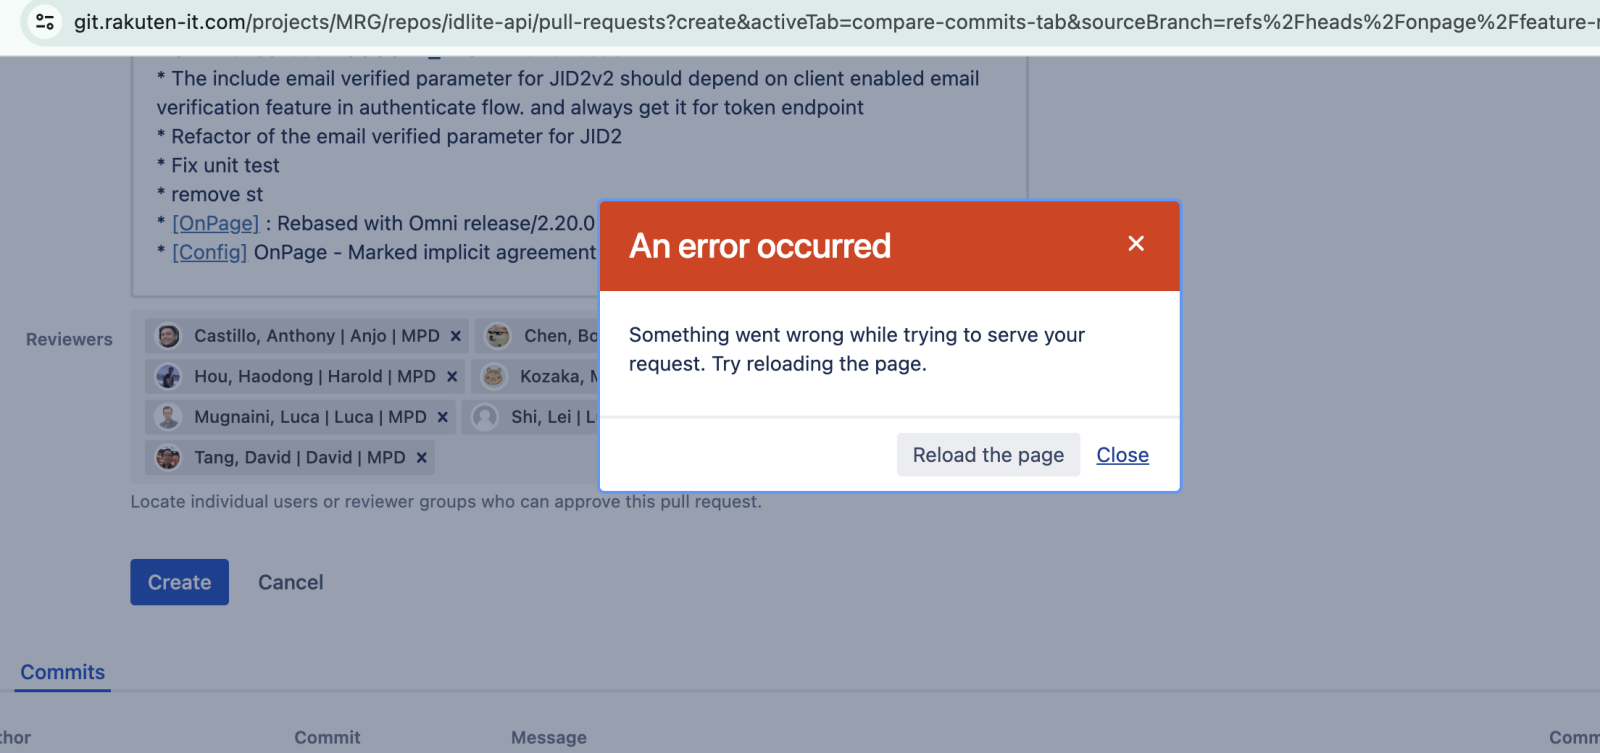 git.rakuten-it.com/projects/MRG/repos/idlite-api/pull-requests?create&activeTab=compare-commits-tab&sourceBranch=refs%2Fheads%2Fonpage%2Ffeature-
* The include email verified parameter for JID2v2 should depend on client enabled email
verification feature in authenticate flow. and always get it for token endpoint
* Refactor of the email verified parameter for JID2
* Fix unit test
* remove st
* [OnPage] : Rebased with Omni release/2.20.0
* [Config] OnPage - Marked implicit agreement
An error occurred
Something went wrong while trying to serve your
request. Try reloading the page.
Reload the page Close
Reviewers
Castillo, Anthony | Anjo | MPD Chen, Bo
Hou, Haodong | Harold | MPD Kozaka,
Mugnaini, Luca | Luca | MPD Shi, Lei | L
Tang, David | David | MPD
Locate individual users or reviewer groups who can approve this pull request.
Create Cancel
Commits
thor Commit Message Comm